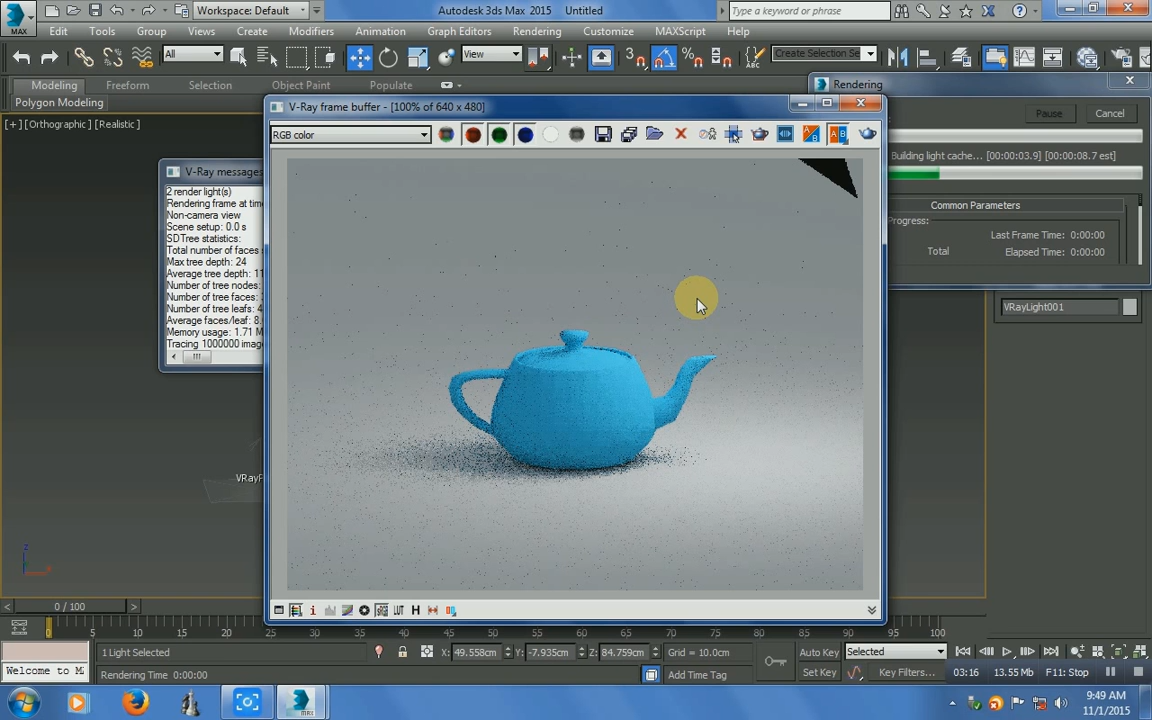 MAX
Workspace: Default
Autodesk 3ds Max 2015    Untitled
Type a keyword or phrase
Edit Tools Group Views Create Modifiers Animation Graph Editors Rendering Customize MAXScript Help
All
View
Create Selection Se
Modeling Freeform Selection Object Paint Populate
Polygon Modeling
[+] [Orthographic] [Realistic]
Rendering
Pause Cancel
Building light cache... [00:00:03.9] [00:00:08.7 est]
Common Parameters
Progress:
Last Frame Time: 0:00:00
Total Elapsed Time: 0:00:00
VRayLight001
V-Ray frame buffer - [100% of 640 x 480]
RGB color
V-Ray messages
2 render light(s)
Rendering frame at time
Non-camera view
Scene setup: 0.0 s
SDTree statistics:
Total number of faces
Max tree depth: 24
Average tree depth: 11
Number of tree nodes:
Number of tree faces:
Number of tree leafs:
Average faces/leaf: 8.
Memory usage: 1.71 M
Tracing 1000000 imag
VRayP
z
0 / 100
0 5 10 15 20 25 30 35 40 45 50 55 60 65 70 75 80 85 90 95 100
1 Light Selected
X: 49.558cm Y: -7.935cm Z: 84.759cm Grid = 10.0cm
Auto Key Selected
Welcome to M
Rendering Time 0:00:00
Add Time Tag
Set Key Key Filters...
03:16 13.55 Mb F11: Stop
MAX
9:49 AM
11/1/2015